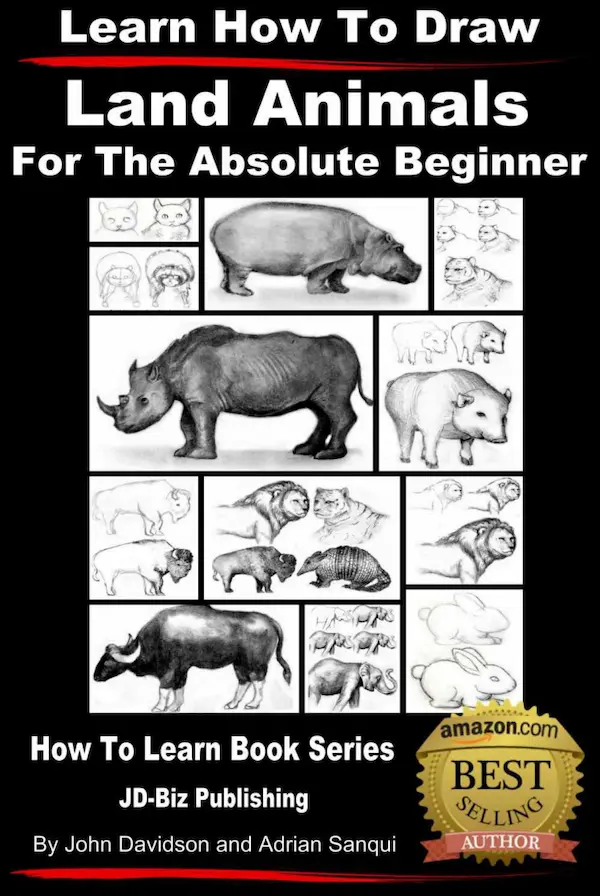 Learn How To Draw
Land Animals
For The Absolute Beginner
How To Learn Book Series
JD-Biz Publishing
By John Davidson and Adrian Sanqui
amazon.com
BEST
SELLING
AUTHOR